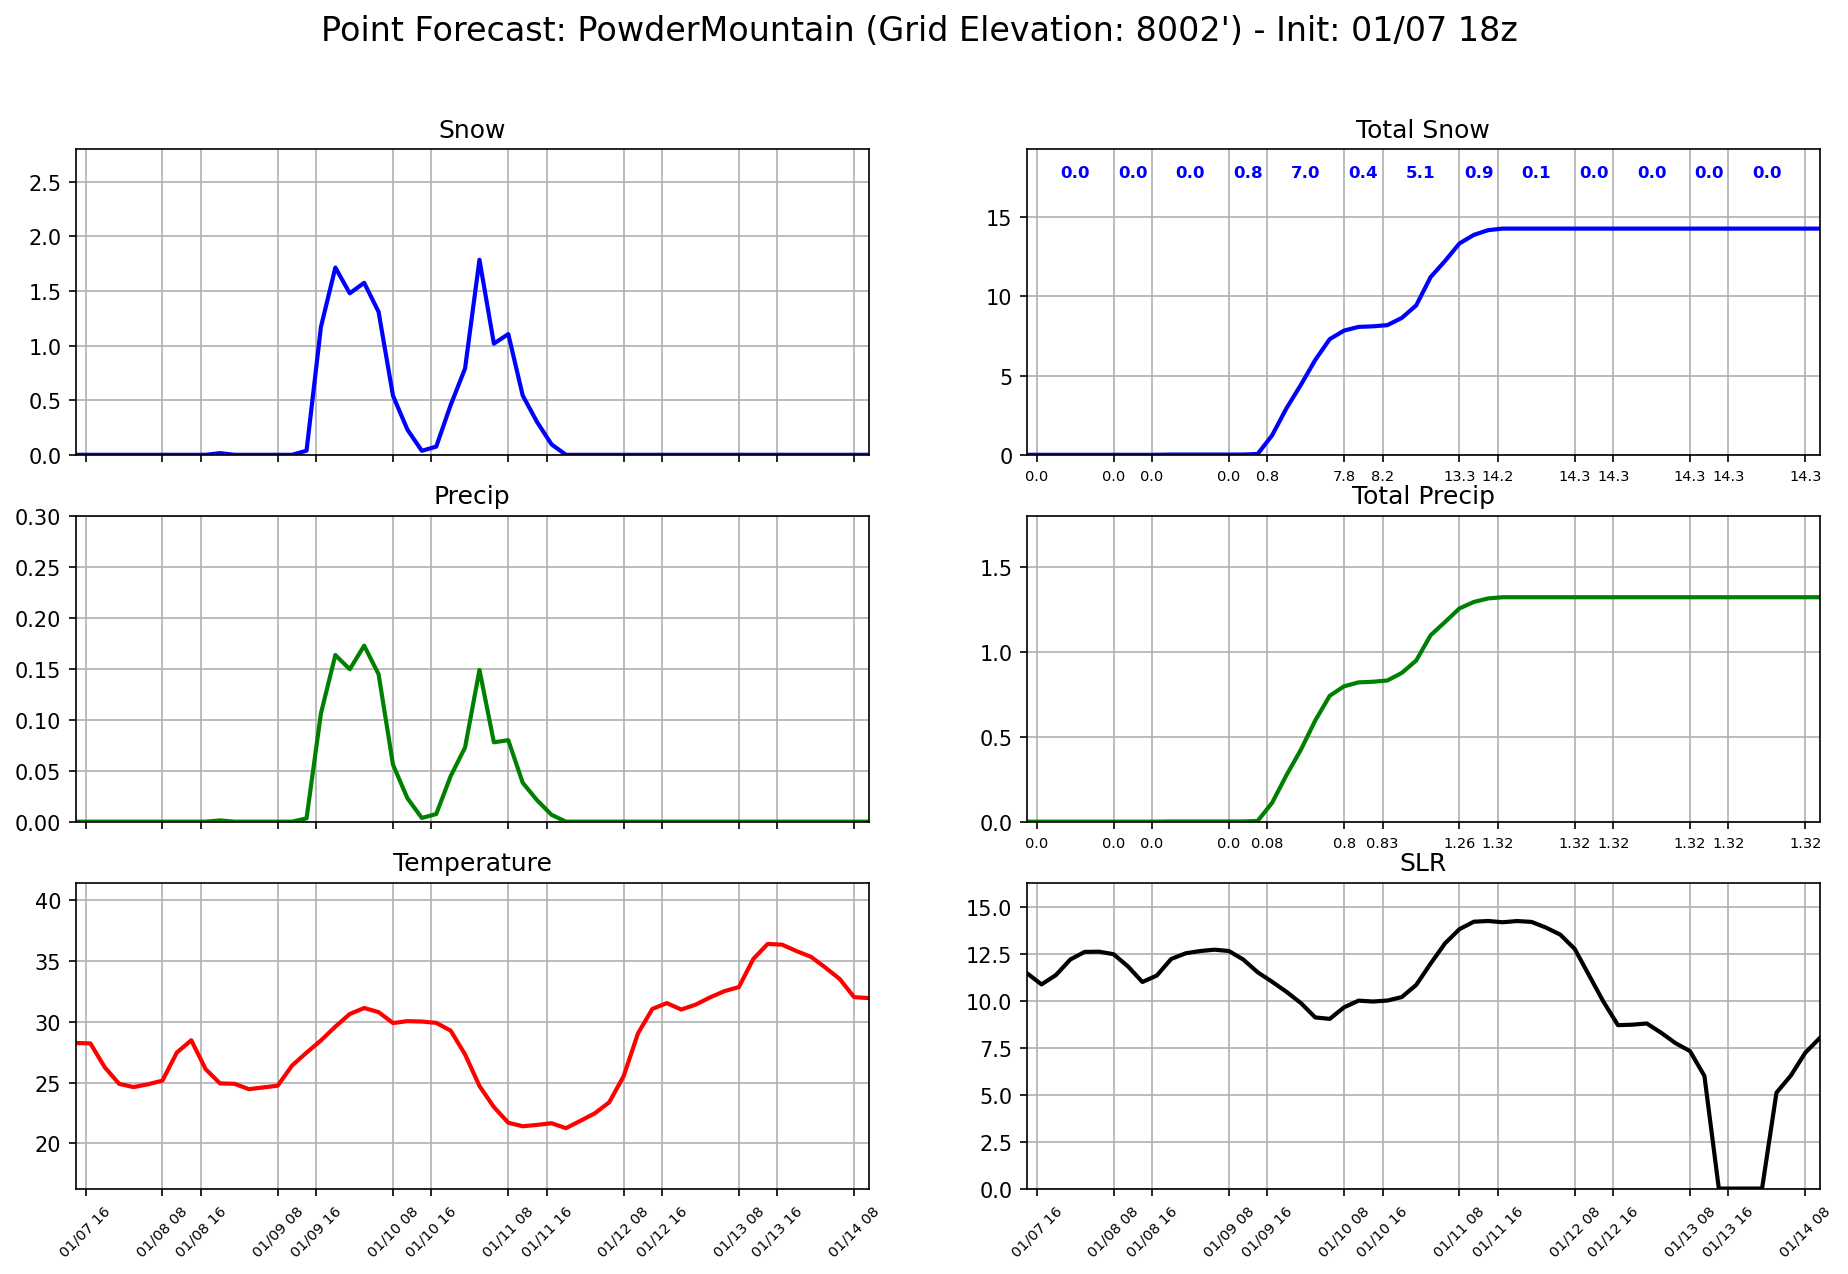 Point Forecast: PowderMountain (Grid Elevation: 8002') - Init: 01/07 18z
Snow
2.5
2.0
1.5
1.0
0.5
0.0
Total Snow
0.0 0.0 0.0 0.8 7.0 0.4 5.1 0.9 0.1 0.0 0.0 0.0 0.0
15
10
5
0
0.0 0.0 0.0 0.0 0.8 7.8 8.2 13.3 14.2 14.3 14.3 14.3 14.3 14.3
Precip
0.30
0.25
0.20
0.15
0.10
0.05
0.00
Total Precip
1.5
1.0
0.5
0.0
0.0 0.0 0.0 0.0 0.08 0.8 0.83 1.26 1.32 1.32 1.32 1.32 1.32 1.32
Temperature
40
35
30
25
20
01/07 16 01/08 08 01/08 16 01/09 08 01/09 16 01/10 08 01/10 16 01/11 08 01/11 16 01/12 08 01/12 16 01/13 08 01/13 16 01/14 08
SLR
15.0
12.5
10.0
7.5
5.0
2.5
0.0
01/07 16 01/08 08 01/08 16 01/09 08 01/09 16 01/10 08 01/10 16 01/11 08 01/11 16 01/12 08 01/12 16 01/13 08 01/13 16 01/14 08